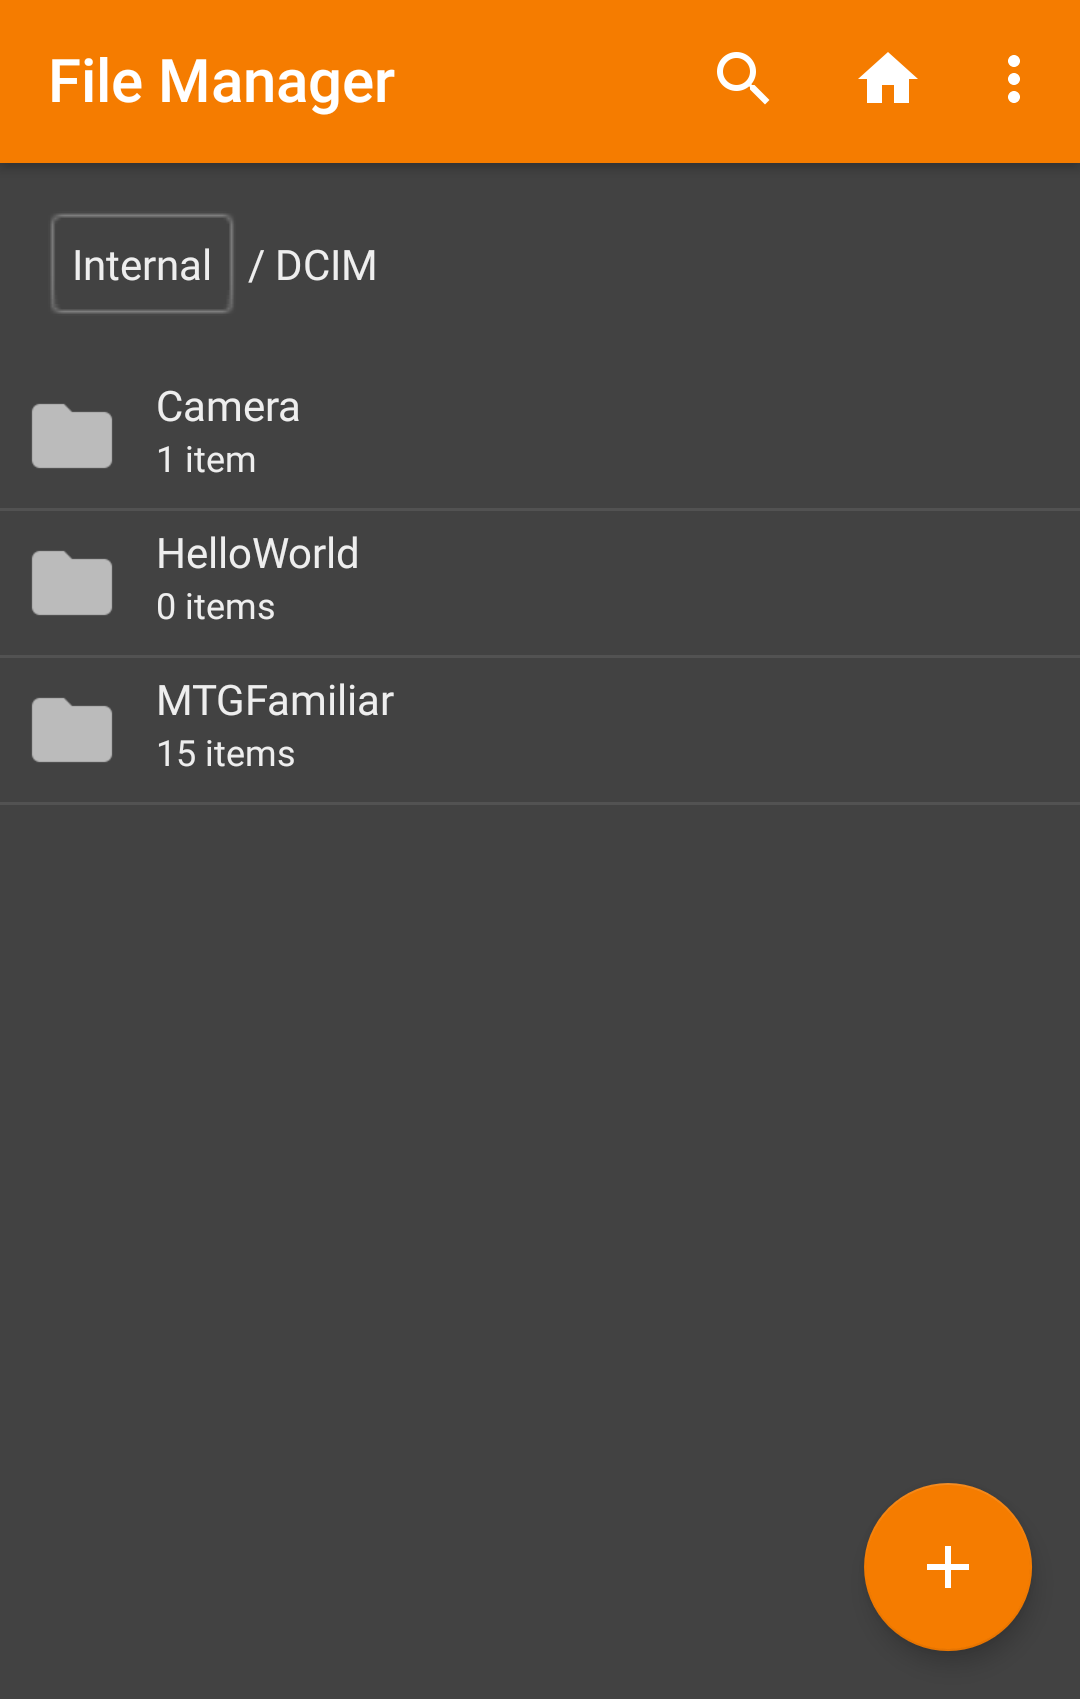 File Manager
Internal / DCIM
Camera
1 item
HelloWorld
0 items
MTGFamiliar
15 items